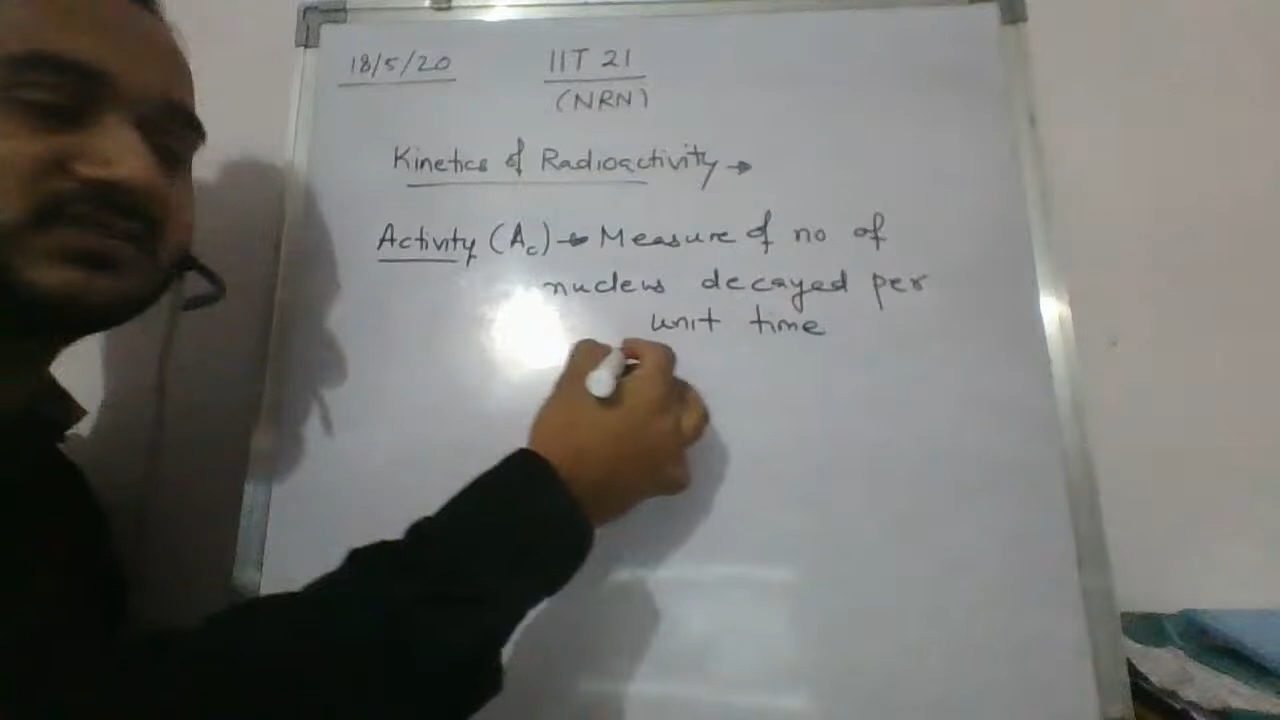 18/5/20 IIT 21
(NRN)
Kinetics of Radioactivity →
Activity (Ac) → Measure of no of
nucleus decayed per
unit time